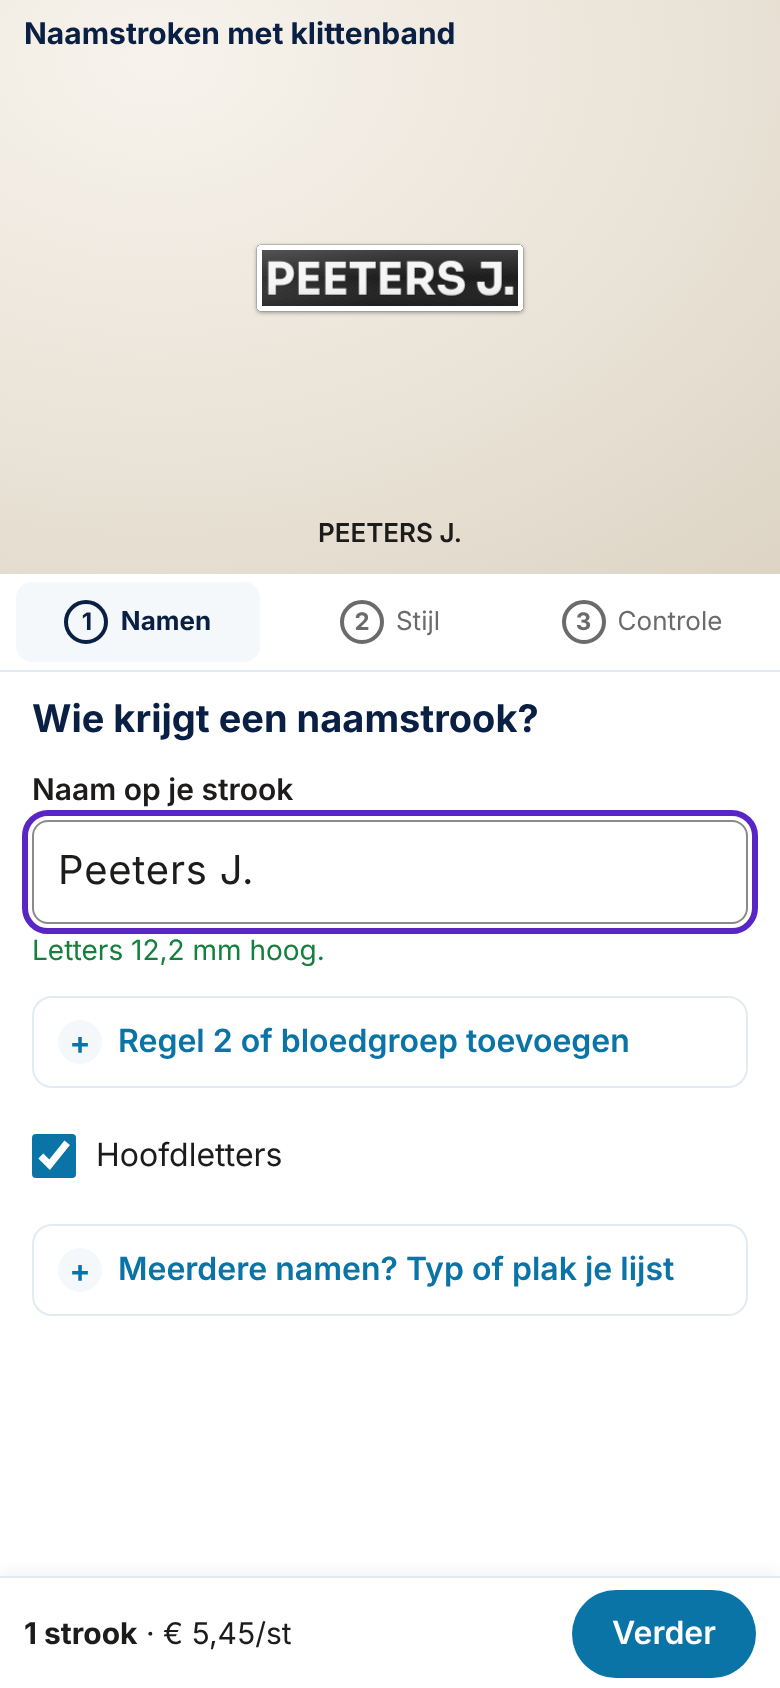 Naamstroken met klittenband
PEETERS J.
PEETERS J.
1 Namen
2 Stijl
3 Controle
Wie krijgt een naamstrook?
Naam op je strook
Peeters J.
Letters 12,2 mm hoog.
+ Regel 2 of bloedgroep toevoegen
Hoofdletters
+ Meerdere namen? Typ of plak je lijst
1 strook · € 5,45/st
Verder